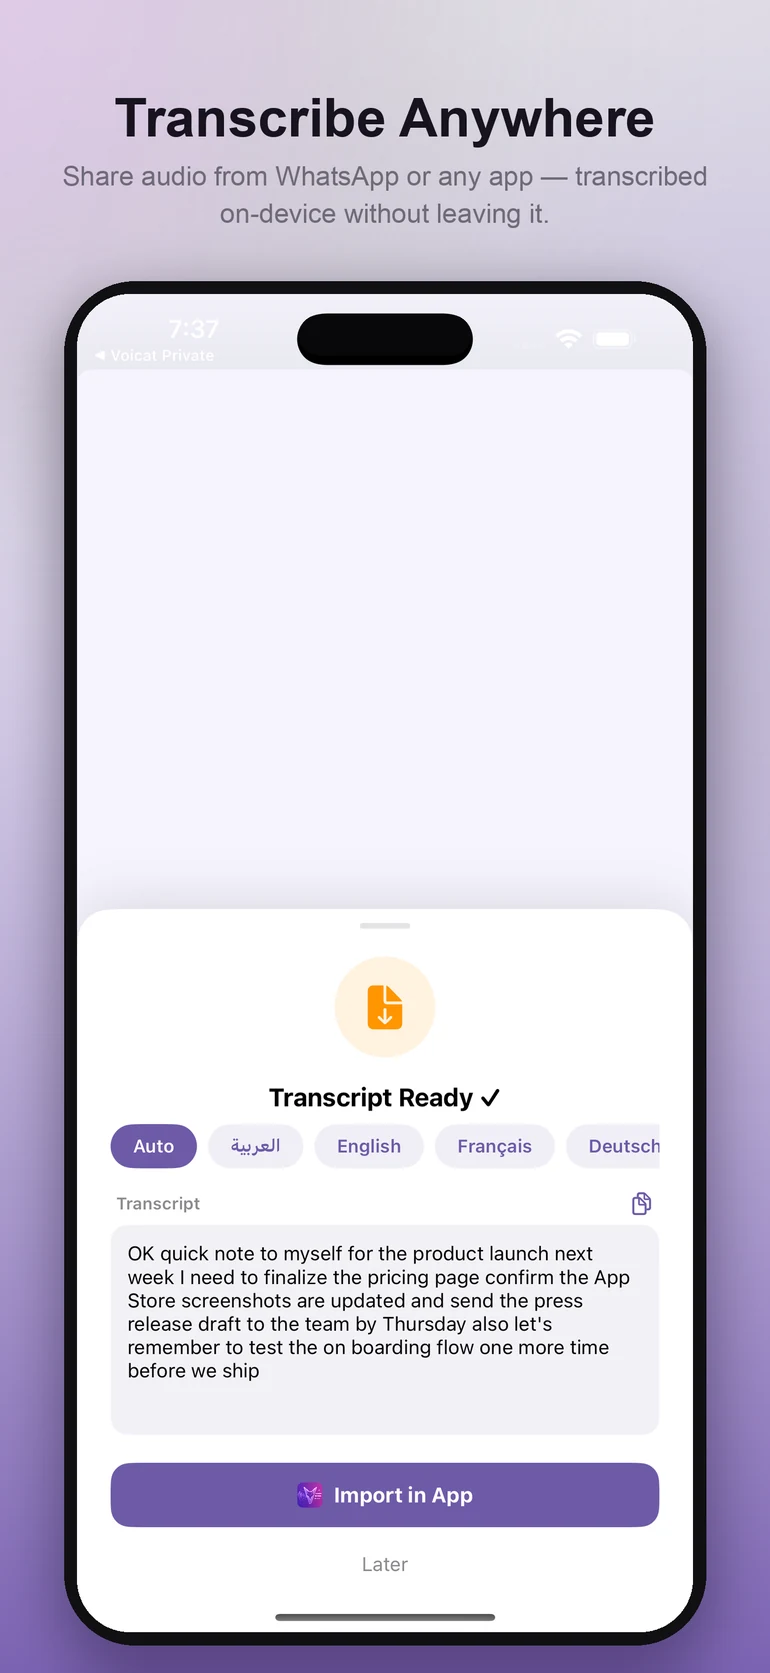 Transcribe Anywhere
Share audio from WhatsApp or any app — transcribed
on-device without leaving it.
7:37
◀ Voicat Private
Transcript Ready ✓
Auto
العربية
English
Français
Deutsch
Transcript
OK quick note to myself for the product launch next
week I need to finalize the pricing page confirm the App
Store screenshots are updated and send the press
release draft to the team by Thursday also let's
remember to test the on boarding flow one more time
before we ship
Import in App
Later